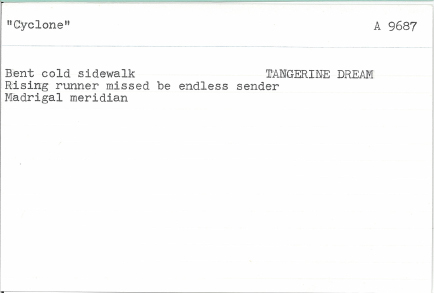 "Cyclone" A 9687
Bent cold sidewalk TANGERINE DREAM
Rising runner missed be endless sender
Madrigal meridian